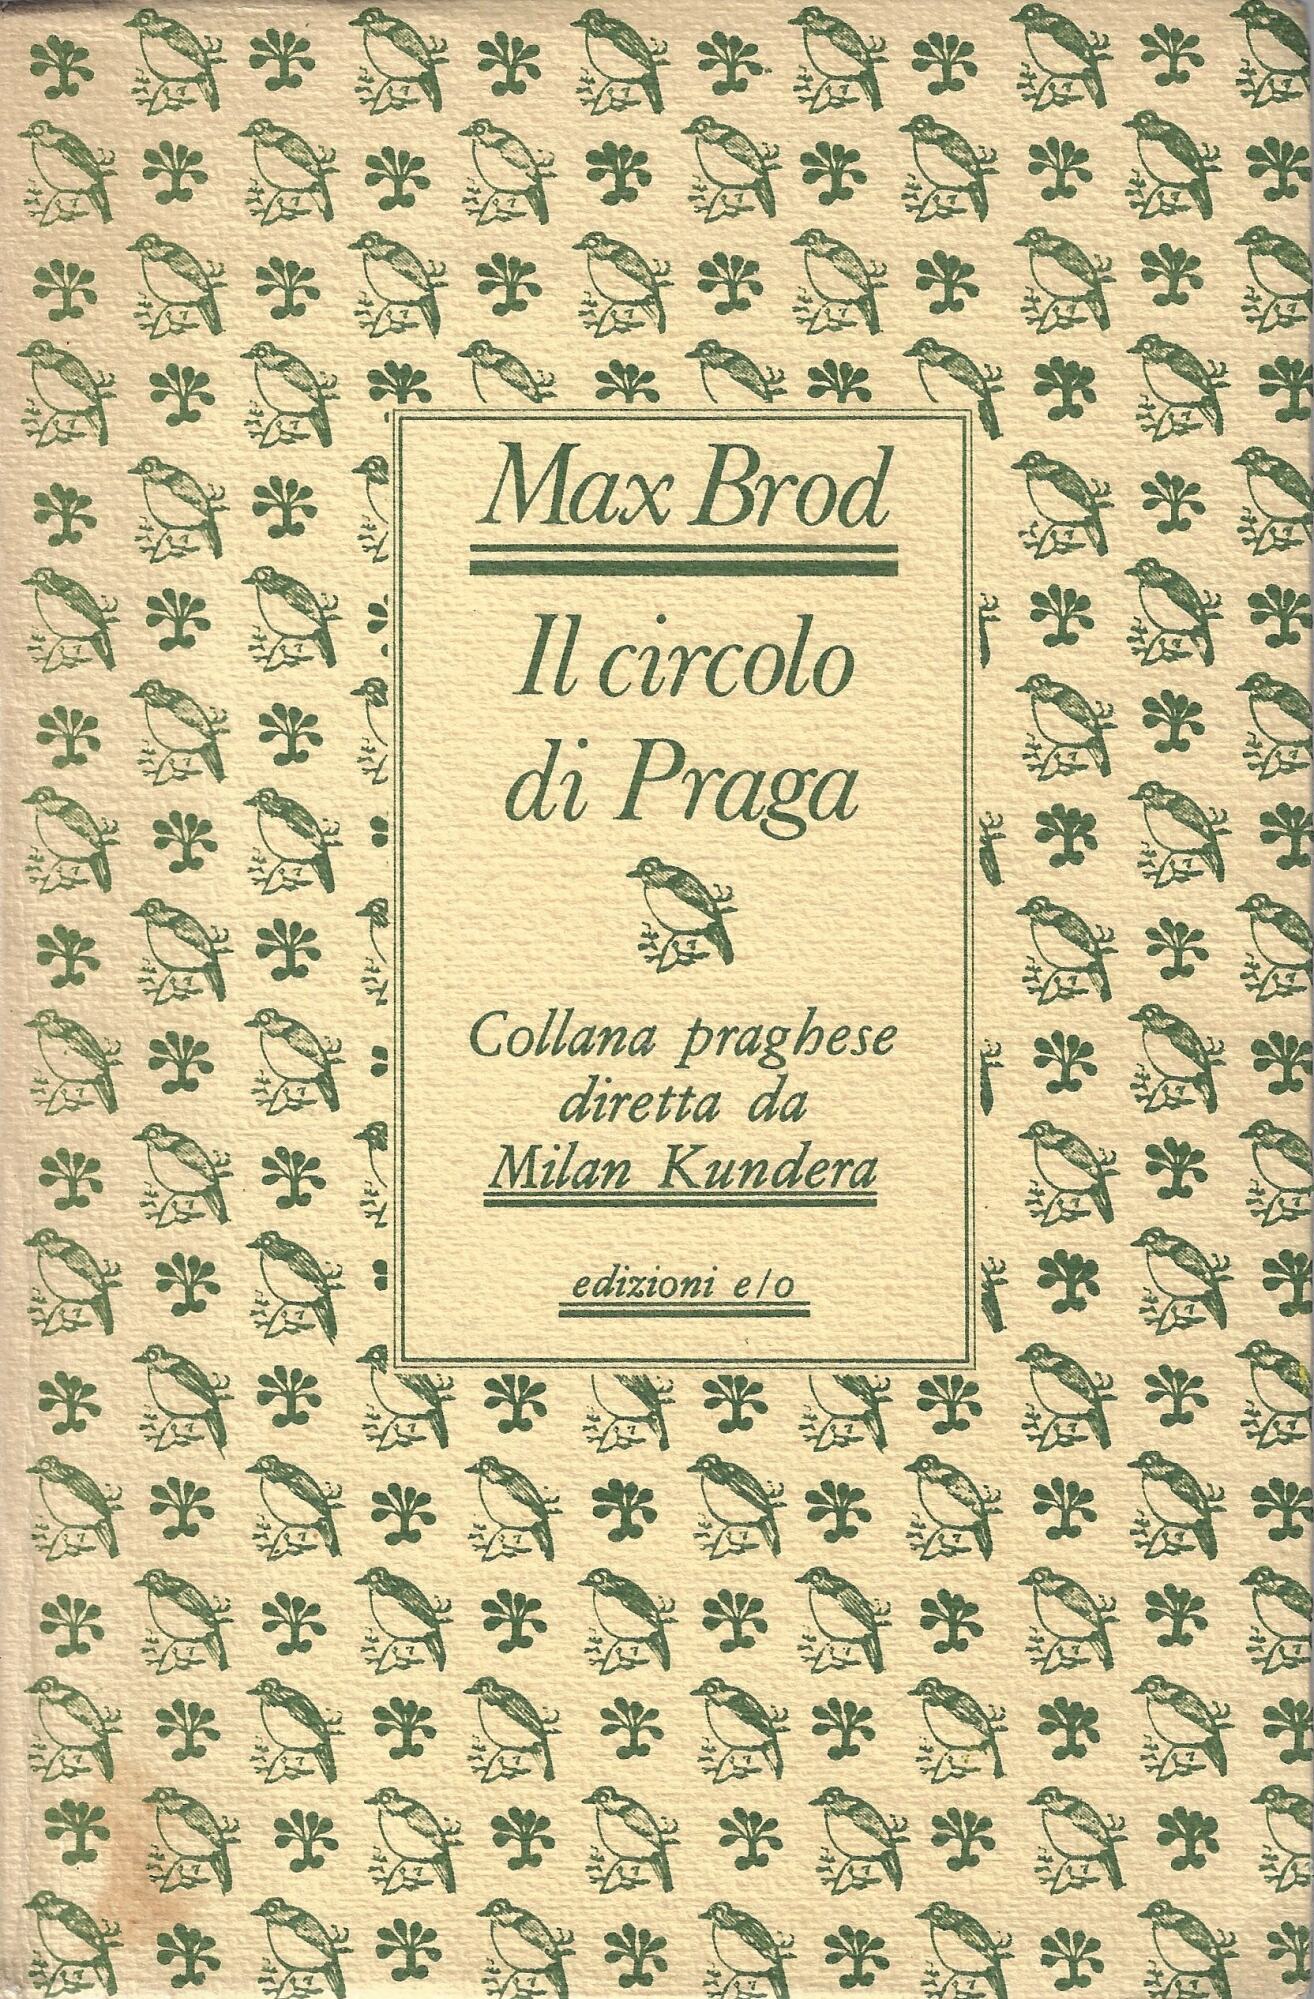 Max Brod
Il circolo
di Praga
Collana praghese
diretta da
Milan Kundera
edizioni e/o